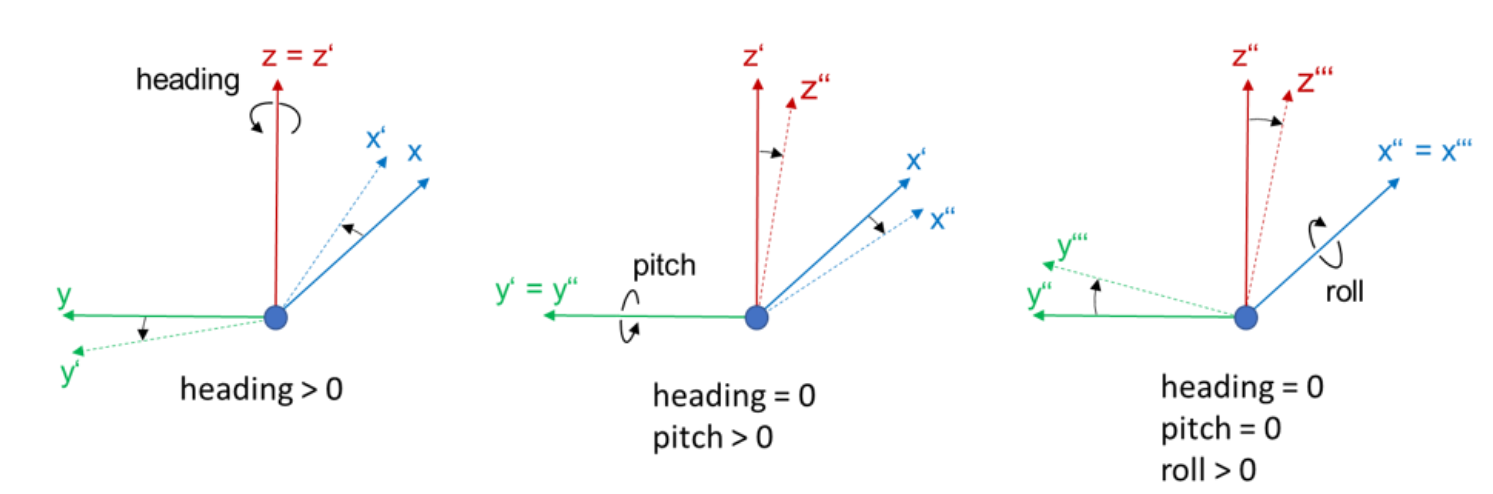 z = z‘
heading
x‘
x
y
y‘
heading > 0
z‘
z“
x‘
x“
pitch
y‘ = y“
heading = 0
pitch > 0
z“
z“‘
x“ = x“‘
y“‘
y“
roll
heading = 0
pitch = 0
roll > 0